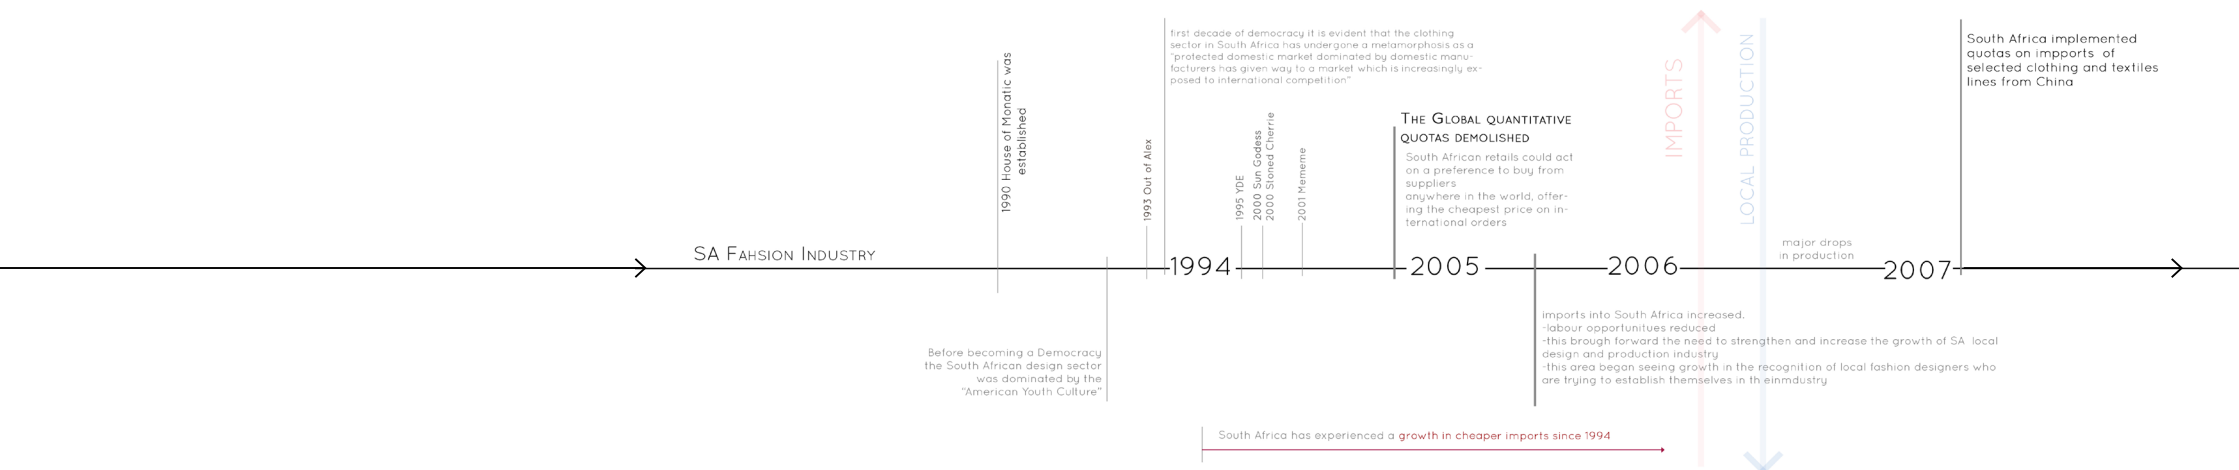 SA Fahsion Industry
1990 House of Monatic was
established
Before becoming a Democracy
the South African design sector
was dominated by the
"American Youth Culture"
1993 Out of Alex
first decade of democracy it is evident that the clothing
sector in South Africa has undergone a metamorphosis as a
"protected domestic market dominated by domestic manu-
facturers has given way to a market which is increasingly ex-
posed to international competition"
1994
1995 YDE
2000 Sun Godess
2000 Stoned Cherrie
2001 Mememe
The Global quantitative
quotas demolished
South African retails could act
on a preference to buy from
suppliers
anywhere in the world, offer-
ing the cheapest price on in-
ternational orders
2005
imports into South Africa increased.
-labour opportunitues reduced
-this brough forward the need to strengthen and increase the growth of SA local
design and production industry
-this area began seeing growth in the recognition of local fashion designers who
are trying to establish themselves in th einmdustry
2006
IMPORTS
LOCAL PRODUCTION
major drops
in production
2007
South Africa implemented
quotas on impports of
selected clothing and textiles
lines from China
South Africa has experienced a growth in cheaper imports since 1994